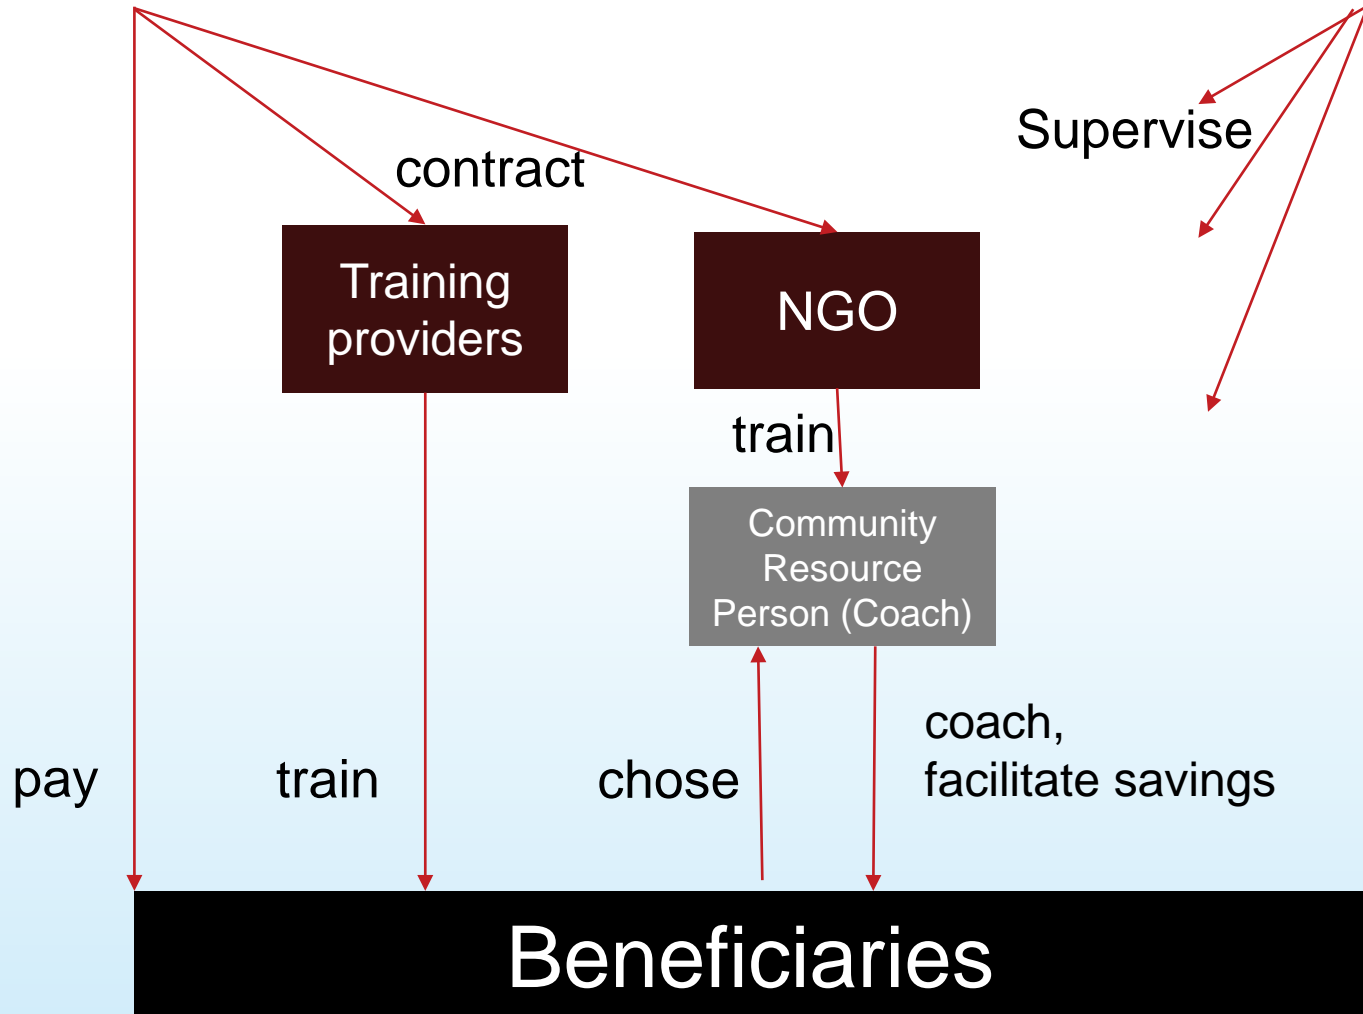 Supervise
contract
Training
providers
NGO
train
Community
Resource
Person (Coach)
coach,
facilitate savings
pay
train
chose
Beneficiaries